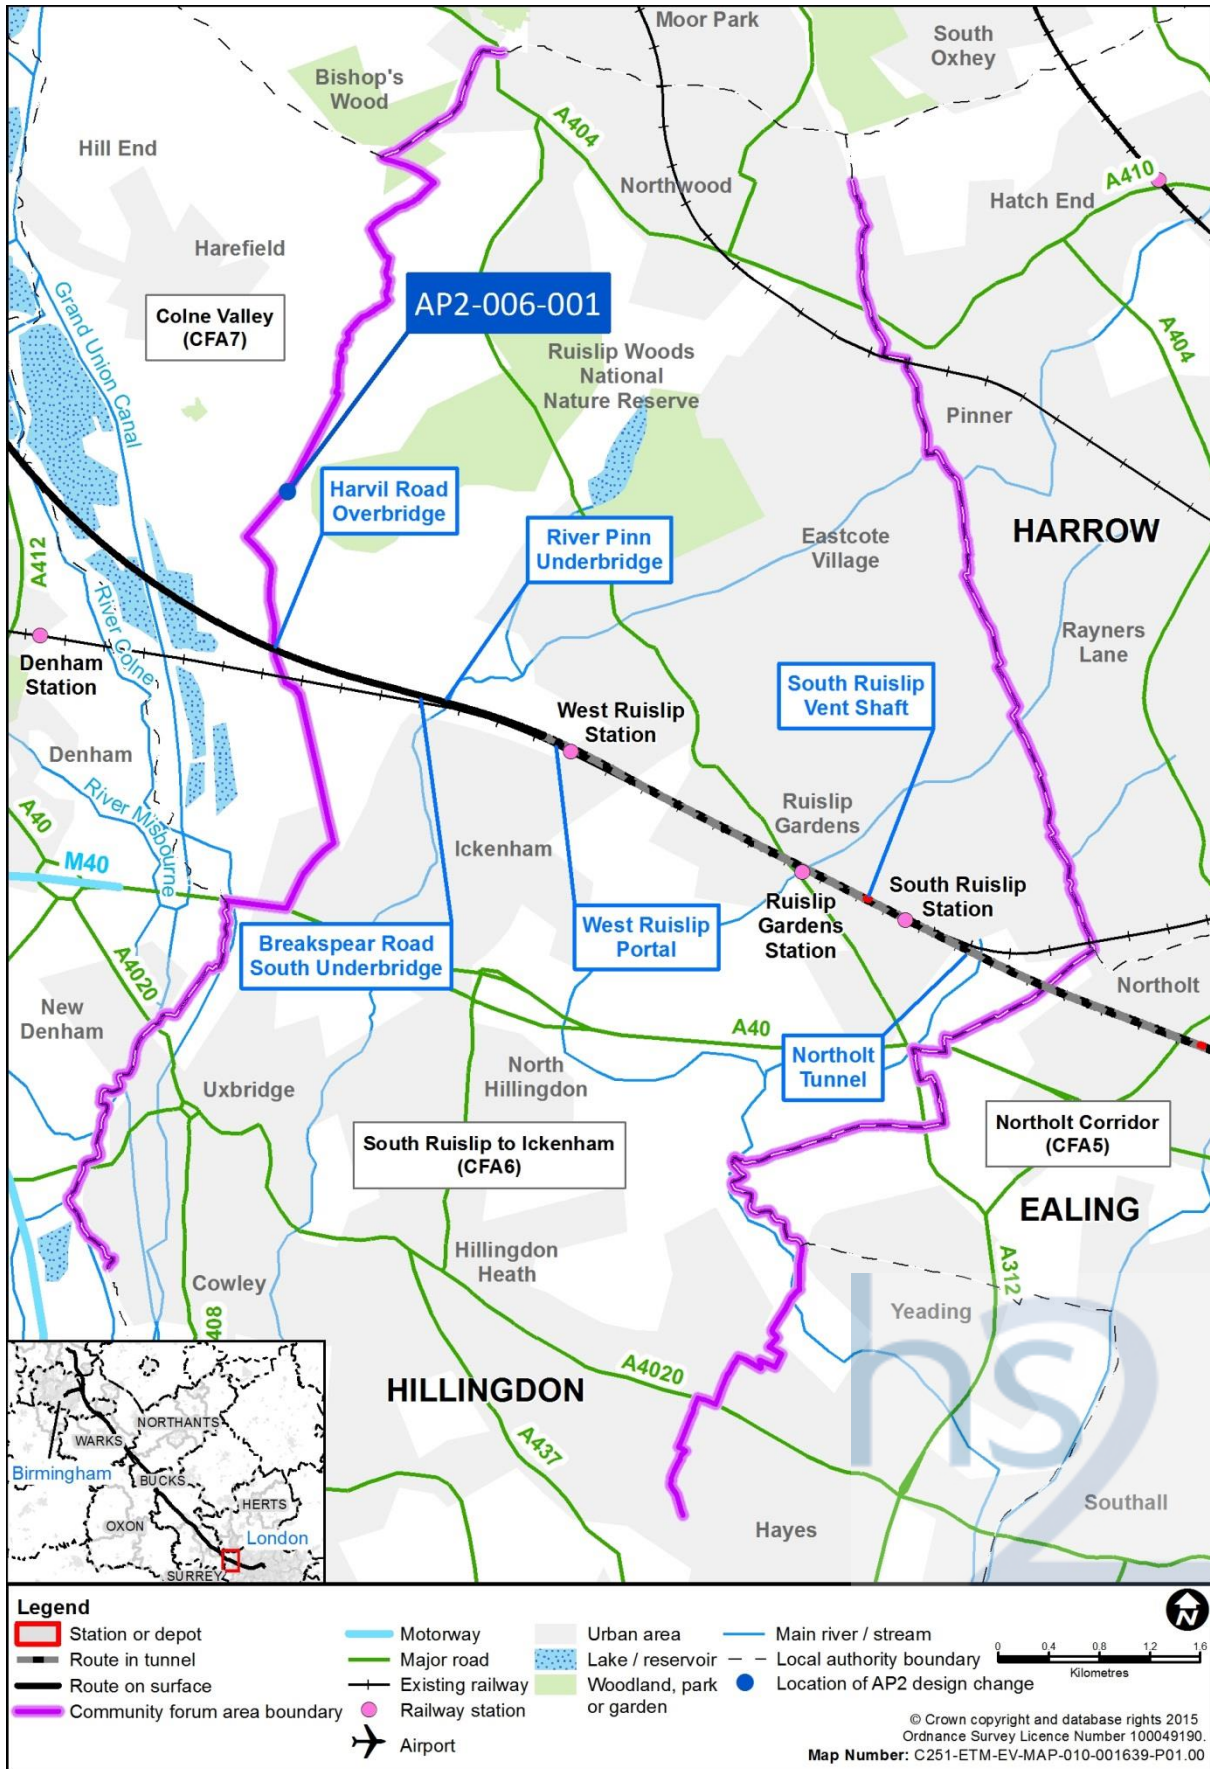 Moor Park
South
Oxhey
Bishop's
Wood
A404
Hill End
Northwood
A410
Hatch End
Harefield
Grand Union Canal
Colne Valley
(CFA7)
AP2-006-001
A404
Ruislip Woods
National
Nature Reserve
Pinner
Harvil Road
Overbridge
River Pinn
Underbridge
Eastcote
Village
HARROW
A412
River Colne
Rayners
Lane
Denham
Station
South Ruislip
Vent Shaft
West Ruislip
Station
Denham
River Misbourne
A40
Ruislip
Gardens
Ickenham
M40
South Ruislip
Station
Ruislip
Gardens
Station
West Ruislip
Portal
Breakspear Road
South Underbridge
A4020
Northolt
New
Denham
A40
Northolt
Tunnel
North
Hillingdon
Uxbridge
South Ruislip to Ickenham
(CFA6)
Northolt Corridor
(CFA5)
EALING
Hillingdon
Heath
A312
Cowley
Yeading
408
A4020
HILLINGDON
hs2
A437
Southall
Hayes
NORTHANTS
WARKS
Birmingham
BUCKS
HERTS
OXON
London
SURREY
Legend
Station or depot
Route in tunnel
Route on surface
Community forum area boundary
Motorway
Major road
Existing railway
Railway station
Airport
Urban area
Lake / reservoir
Woodland, park
or garden
Main river / stream
Local authority boundary
Location of AP2 design change
N
0 0.4 0.8 1.2 1.6
Kilometres
© Crown copyright and database rights 2015
Ordnance Survey Licence Number 100049190.
Map Number: C251-ETM-EV-MAP-010-001639-P01.00